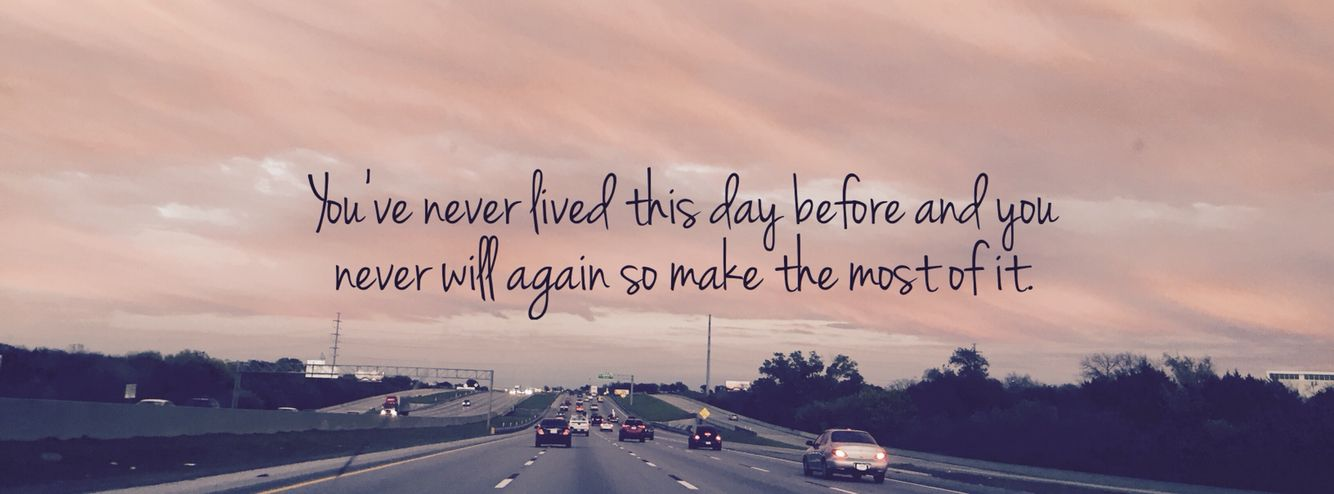 You've never lived this day before and you
never will again so make the most of it.